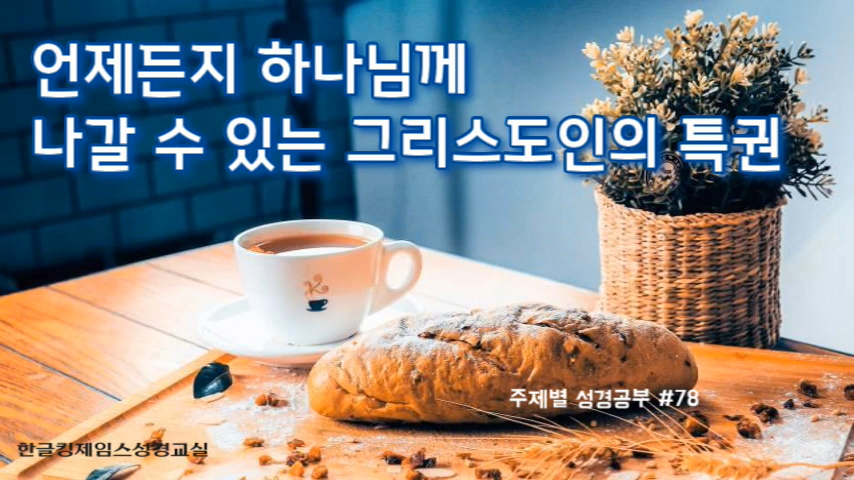 언제든지 하나님께
나갈 수 있는 그리스도인의 특권
주제별 성경공부 #78
한글킹제임스성경교실